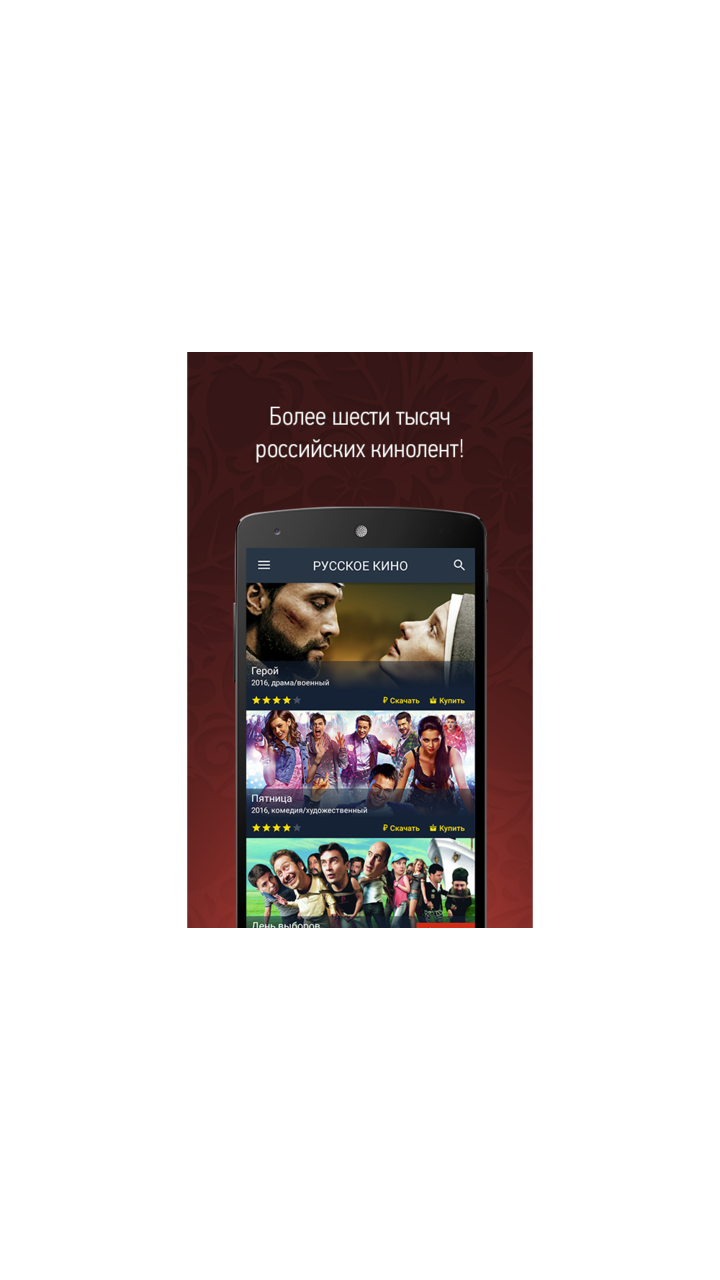 Более шести тысяч
российских кинолент!
РУССКОЕ КИНО
Герой
2016, драма/военный
₽ Скачать Купить
Пятница
2016, комедия/художественный
₽ Скачать Купить
День выборов